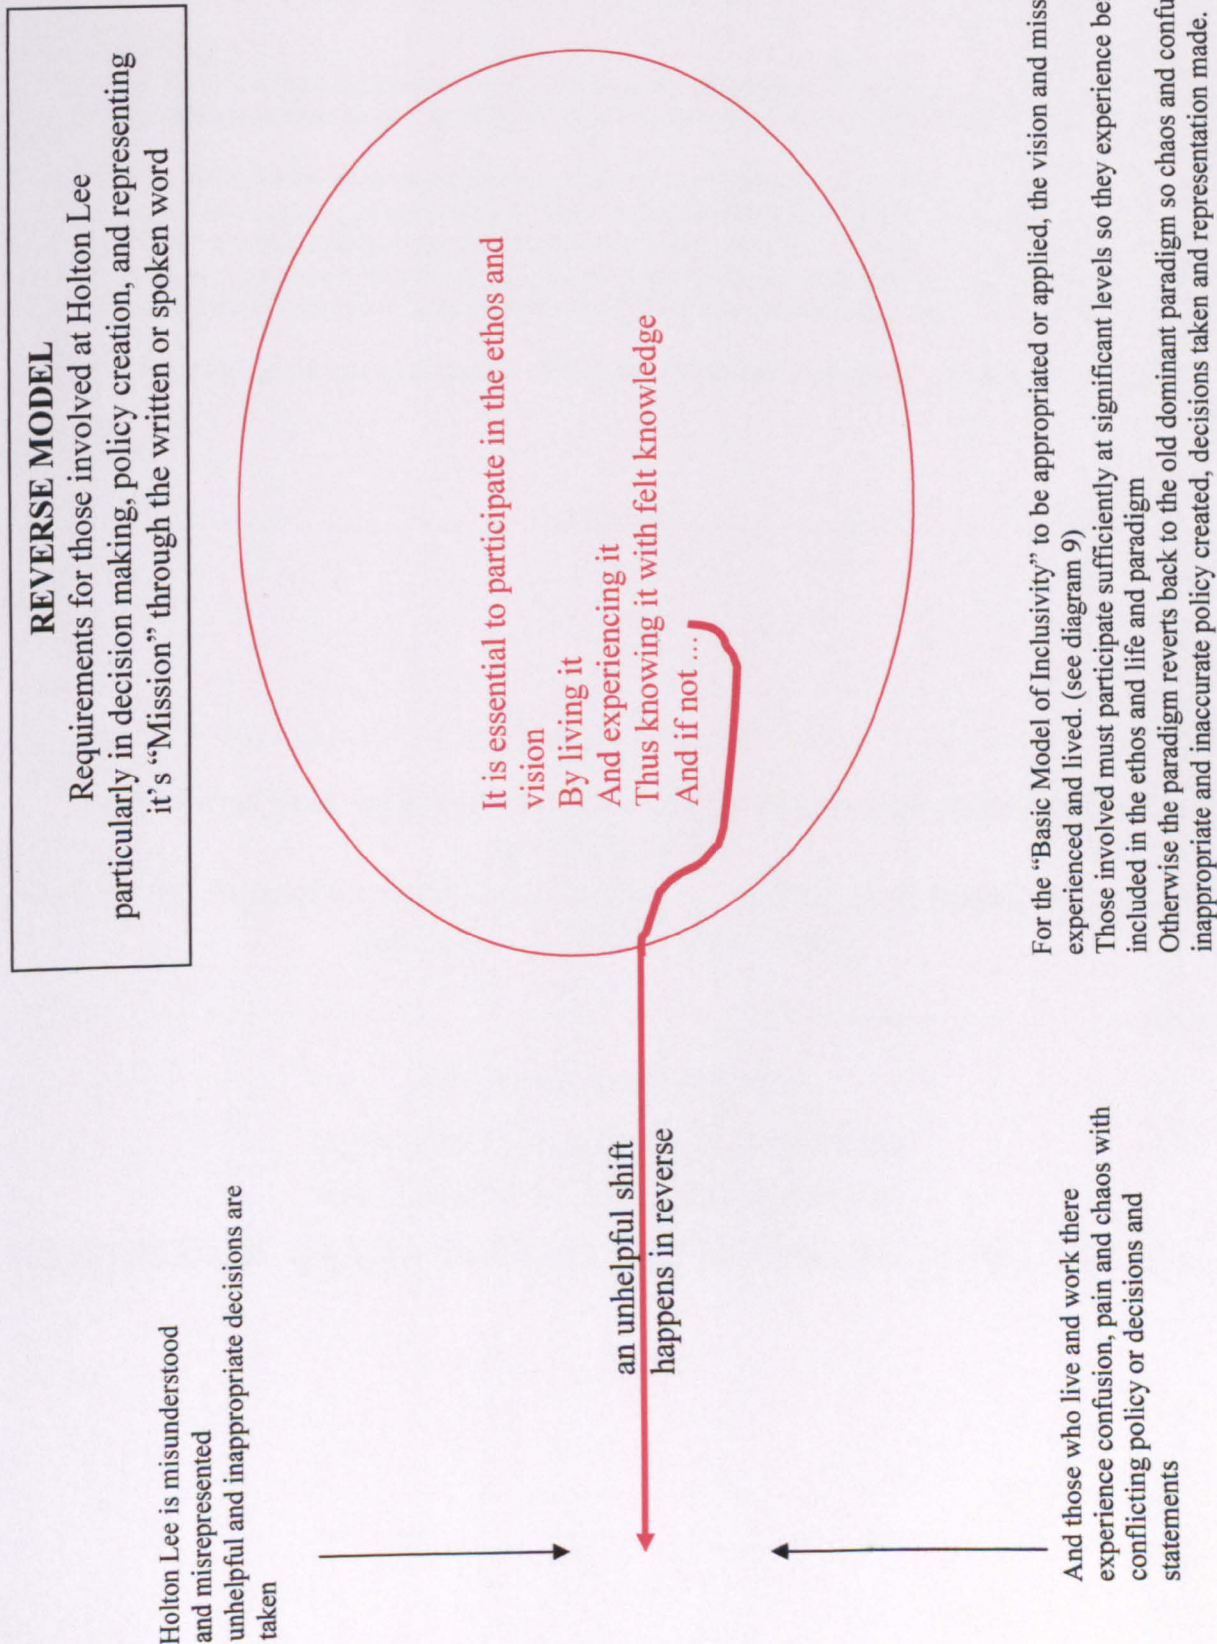 REVERSE MODEL
Requirements for those involved at Holton Lee
particularly in decision making, policy creation, and representing
it's "Mission" through the written or spoken word
Holton Lee is misunderstood
and misrepresented
unhelpful and inappropriate decisions are
taken
It is essential to participate in the ethos and
vision
By living it
And experiencing it
Thus knowing it with felt knowledge
And if not ...
an unhelpful shift
happens in reverse
And those who live and work there
experience confusion, pain and chaos with
conflicting policy or decisions and
statements
For the "Basic Model of Inclusivity" to be appropriated or applied, the vision and miss
experienced and lived. (see diagram 9)
Those involved must participate sufficiently at significant levels so they experience be
included in the ethos and life and paradigm
Otherwise the paradigm reverts back to the old dominant paradigm so chaos and confu
inappropriate and inaccurate policy created, decisions taken and representation made.